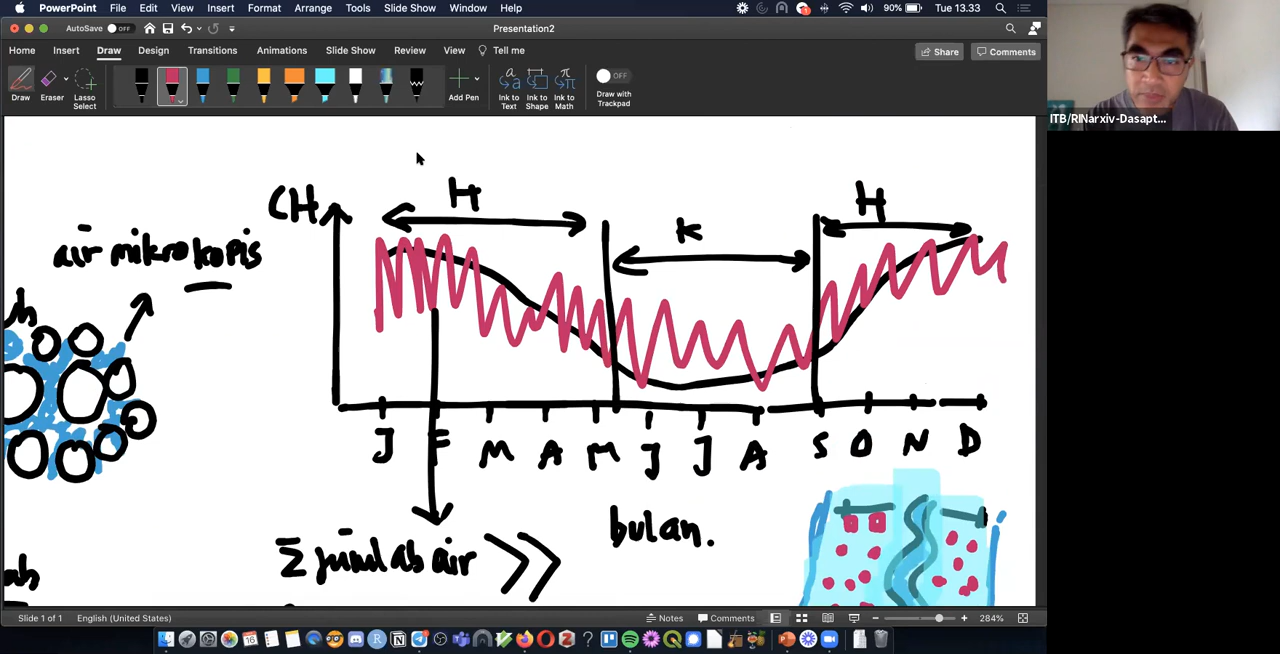 PowerPoint File Edit View Insert Format Arrange Tools Slide Show Window Help
90%
Tue 13.33
AutoSave OFF
Presentation2
Home Insert Draw Design Transitions Animations Slide Show Review View Tell me
Share Comments
Draw Eraser Lasso Select
Add Pen
Ink to Text Ink to Shape Ink to Math
OFF
Draw with Trackpad
ITB/RINarxiv-Dasapt...
CH
H
K
H
air mikrokopis
J F M A M J J A S O N D
bulan.
Σ jumlah air >>
ah
Slide 1 of 1 English (United States)
Notes Comments
284%